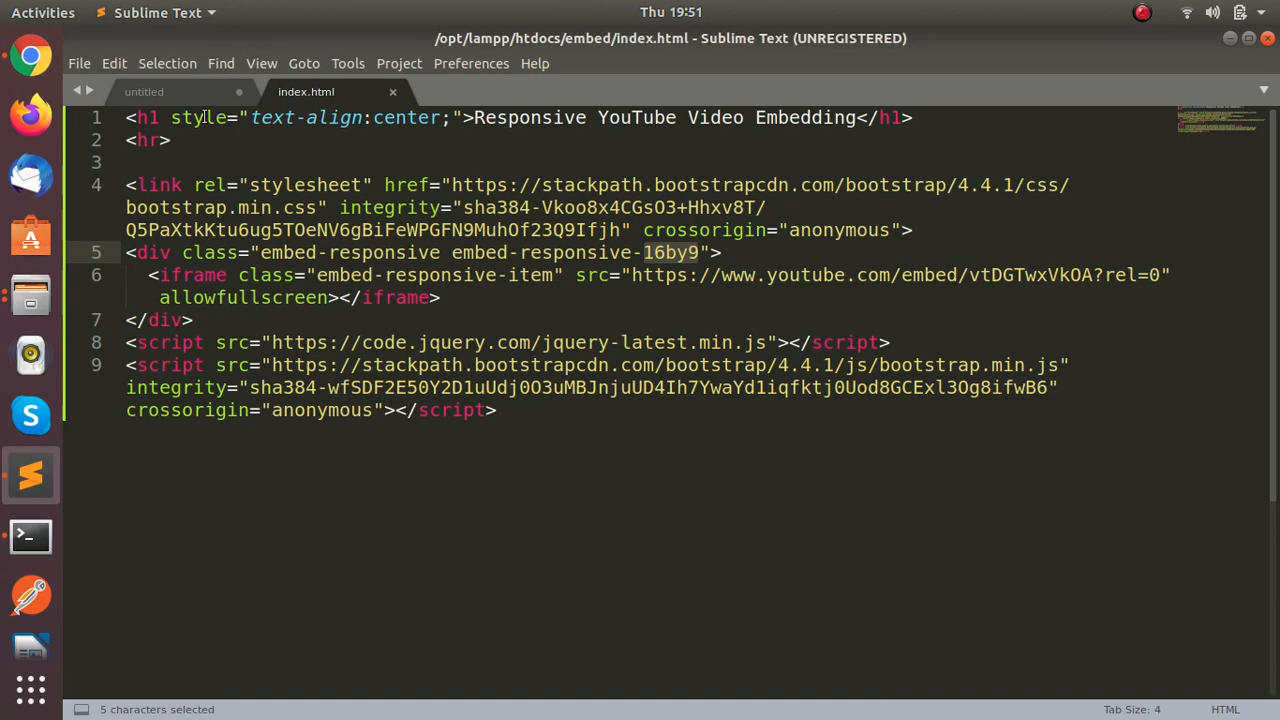 Activities Sublime Text Thu 19:51
/opt/lampp/htdocs/embed/index.html - Sublime Text (UNREGISTERED)
File Edit Selection Find View Goto Tools Project Preferences Help
untitled index.html
1 <h1 style="text-align:center;">Responsive YouTube Video Embedding</h1>
2 <hr>
3
4 <link rel="stylesheet" href="https://stackpath.bootstrapcdn.com/bootstrap/4.4.1/css/
bootstrap.min.css" integrity="sha384-Vkoo8x4CGsO3+Hhxv8T/
Q5PaXtkKtu6ug5TOeNV6gBiFeWPGFN9MuhOf23Q9Ifjh" crossorigin="anonymous">
5 <div class="embed-responsive embed-responsive-16by9">
6 <iframe class="embed-responsive-item" src="https://www.youtube.com/embed/vtDGTwxVkOA?rel=0"
allowfullscreen></iframe>
7 </div>
8 <script src="https://code.jquery.com/jquery-latest.min.js"></script>
9 <script src="https://stackpath.bootstrapcdn.com/bootstrap/4.4.1/js/bootstrap.min.js"
integrity="sha384-wfSDF2E50Y2D1uUdj0O3uMBJnjuUD4Ih7YwaYd1iqfktj0Uod8GCExl3Og8ifwB6"
crossorigin="anonymous"></script>
5 characters selected Tab Size: 4 HTML